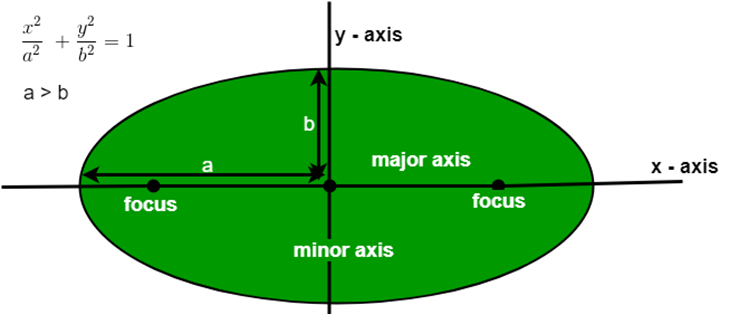 x²/a² + y²/b² = 1
a > b
y - axis
b
a
major axis
x - axis
focus
focus
minor axis